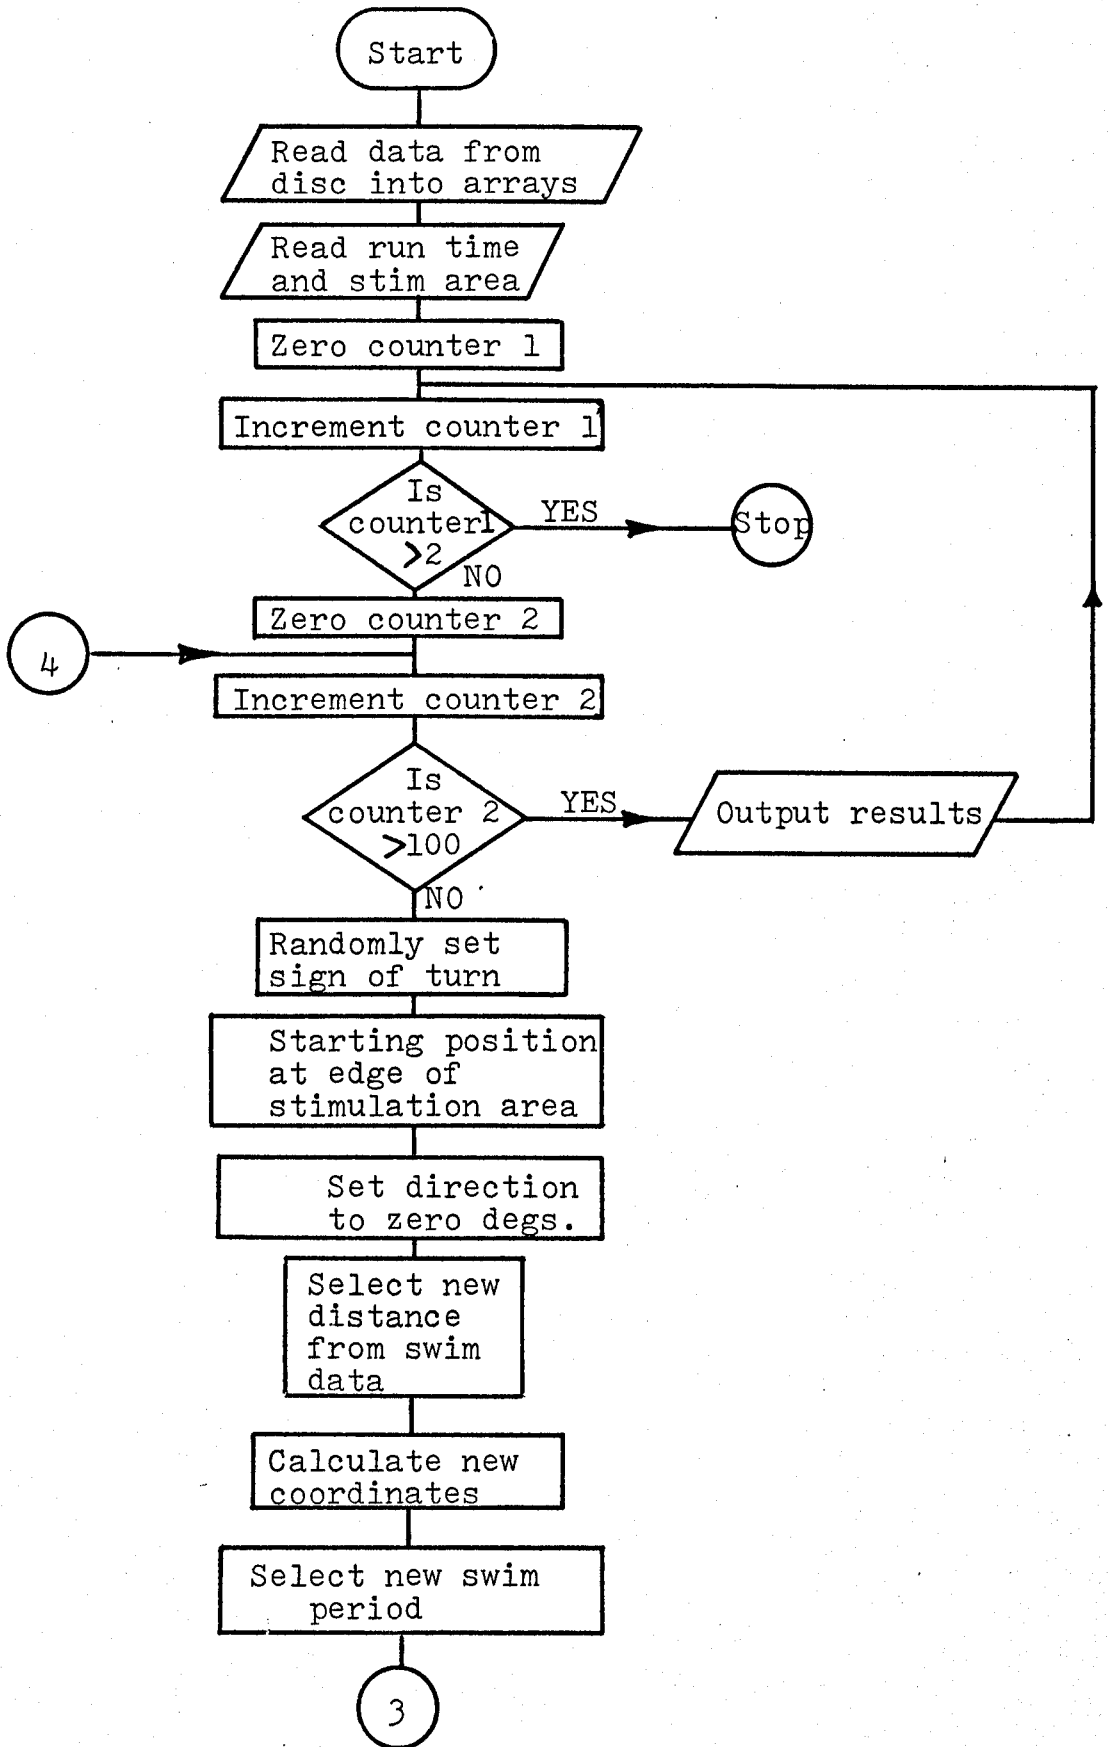 Start
Read data from
disc into arrays
Read run time
and stim area
Zero counter 1
Increment counter 1
Is
counter1
>2
YES
Stop
NO
Zero counter 2
4
Increment counter 2
Is
counter 2
>100
YES
Output results
NO
Randomly set
sign of turn
Starting position
at edge of
stimulation area
Set direction
to zero degs.
Select new
distance
from swim
data
Calculate new
coordinates
Select new swim
period
3